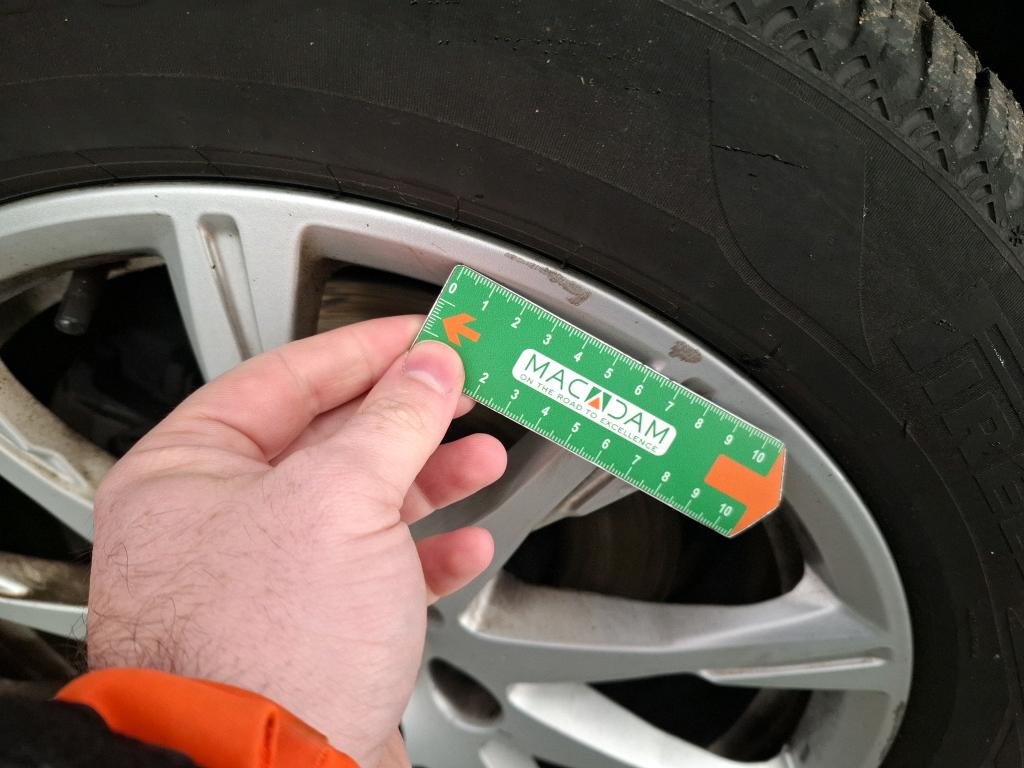 0 1 2 3 4 5 6 7 8 9 10
MACADAM
ON THE ROAD TO EXCELLENCE
2 3 4 5 6 7 8 9 10
PIRELLI